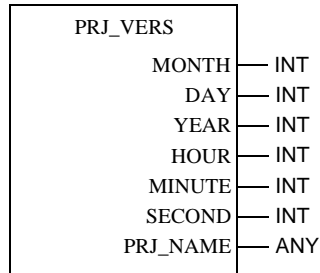 PRJ_VERS
MONTH INT
DAY INT
YEAR INT
HOUR INT
MINUTE INT
SECOND INT
PRJ_NAME ANY